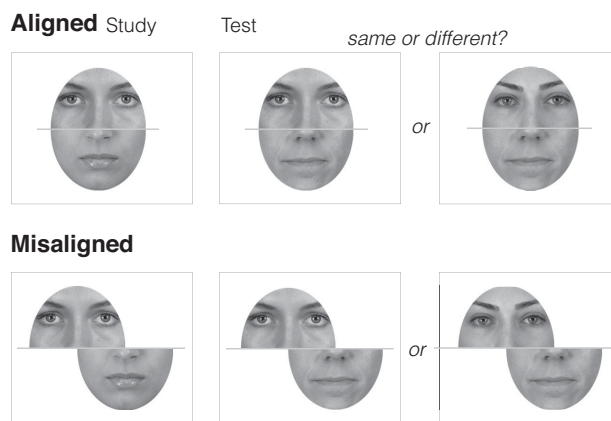 Aligned Study Test
same or different?
or
Misaligned
or